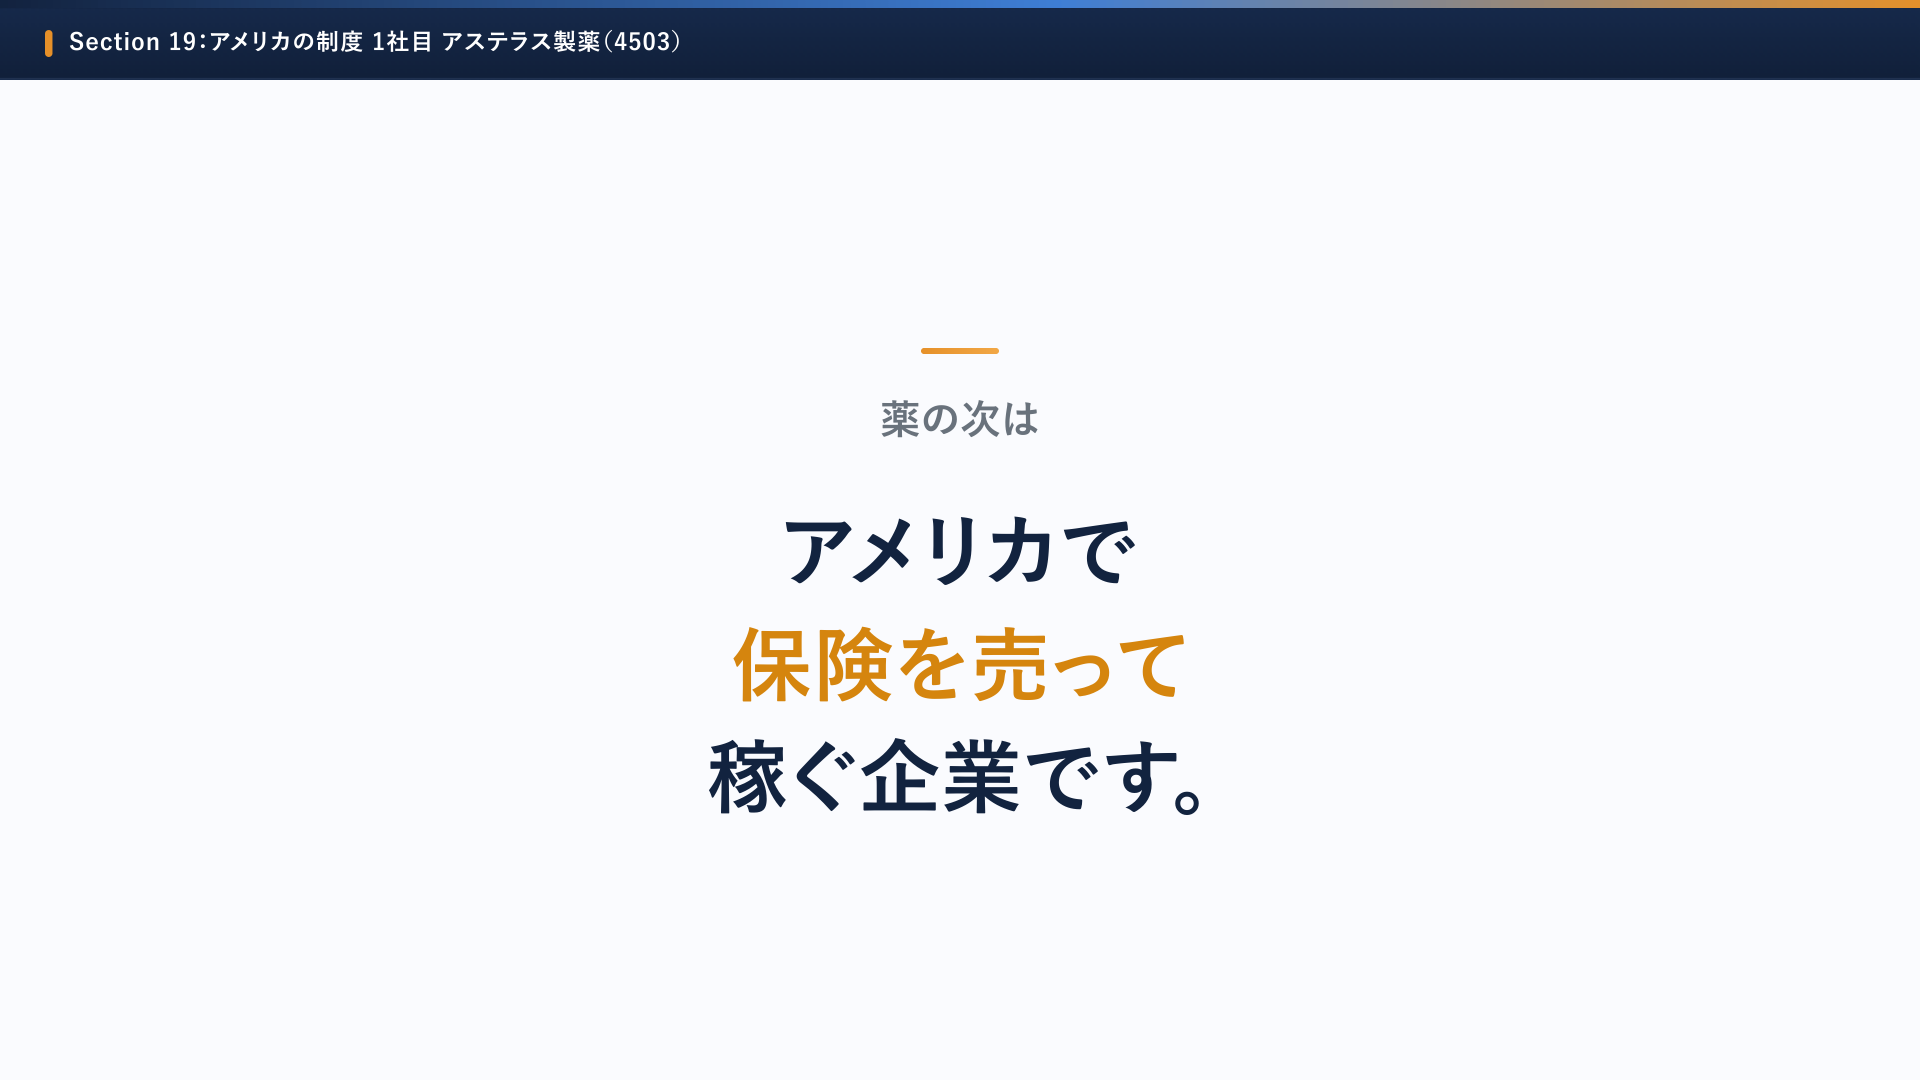 Section 19：アメリカの制度 1社目 アステラス製薬（4503）
薬の次は
アメリカで
保険を売って
稼ぐ企業です。